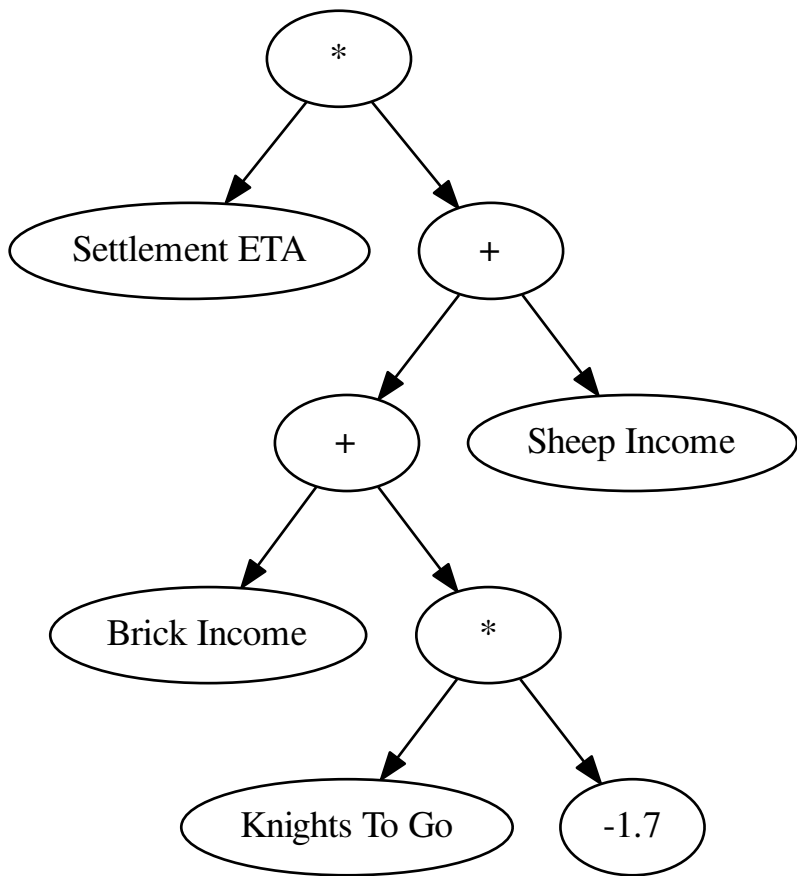 *
Settlement ETA
+
+
Sheep Income
Brick Income
*
Knights To Go
-1.7